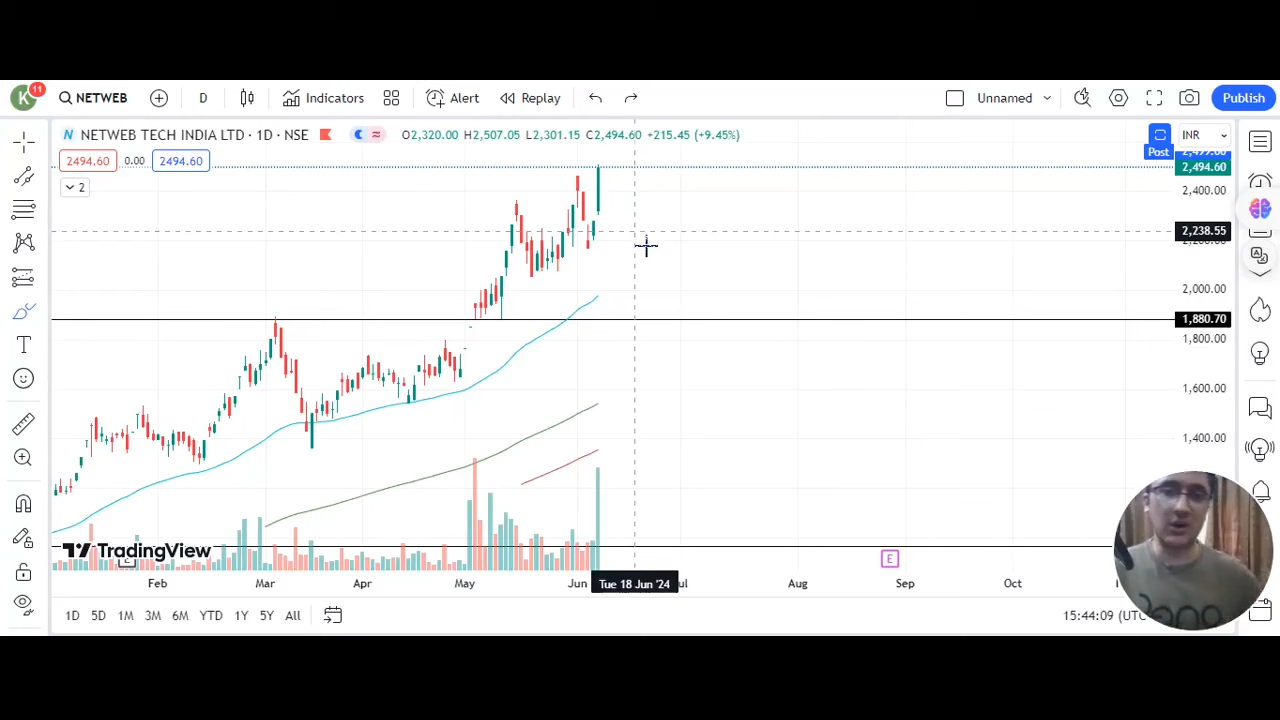 K 11 NETWEB D Indicators Alert Replay Unnamed Publish
N NETWEB TECH INDIA LTD · 1D · NSE O2,320.00 H2,507.05 L2,301.15 C2,494.60 +215.45 (+9.45%) INR
Post
2494.60 0.00 2494.60
2,494.60
2
2,400.00
2,238.55
2,000.00
1,880.70
1,800.00
1,600.00
1,400.00
TradingView
E E
Feb Mar Apr May Jun Tue 18 Jun '24 Aug Sep Oct
1D 5D 1M 3M 6M YTD 1Y 5Y All 15:44:09 (UTC